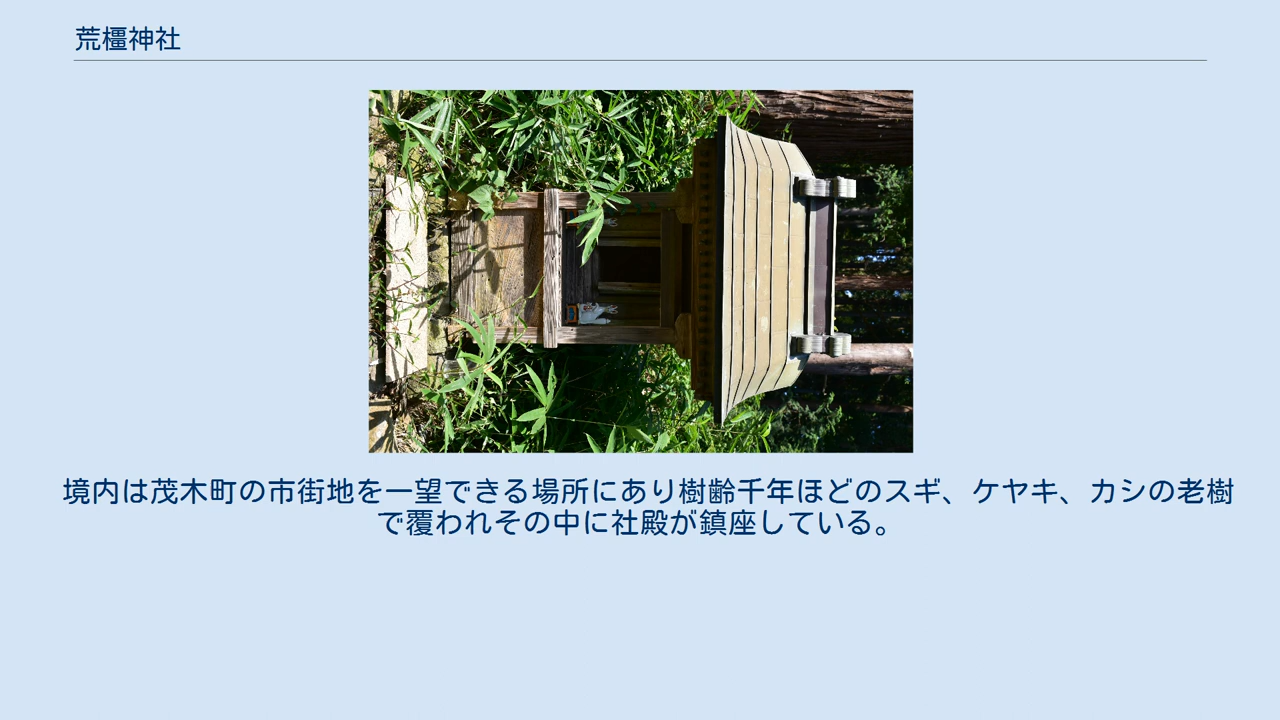 荒橿神社
境内は茂木町の市街地を一望できる場所にあり樹齢千年ほどのスギ、ケヤキ、カシの老樹
で覆われその中に社殿が鎮座している。